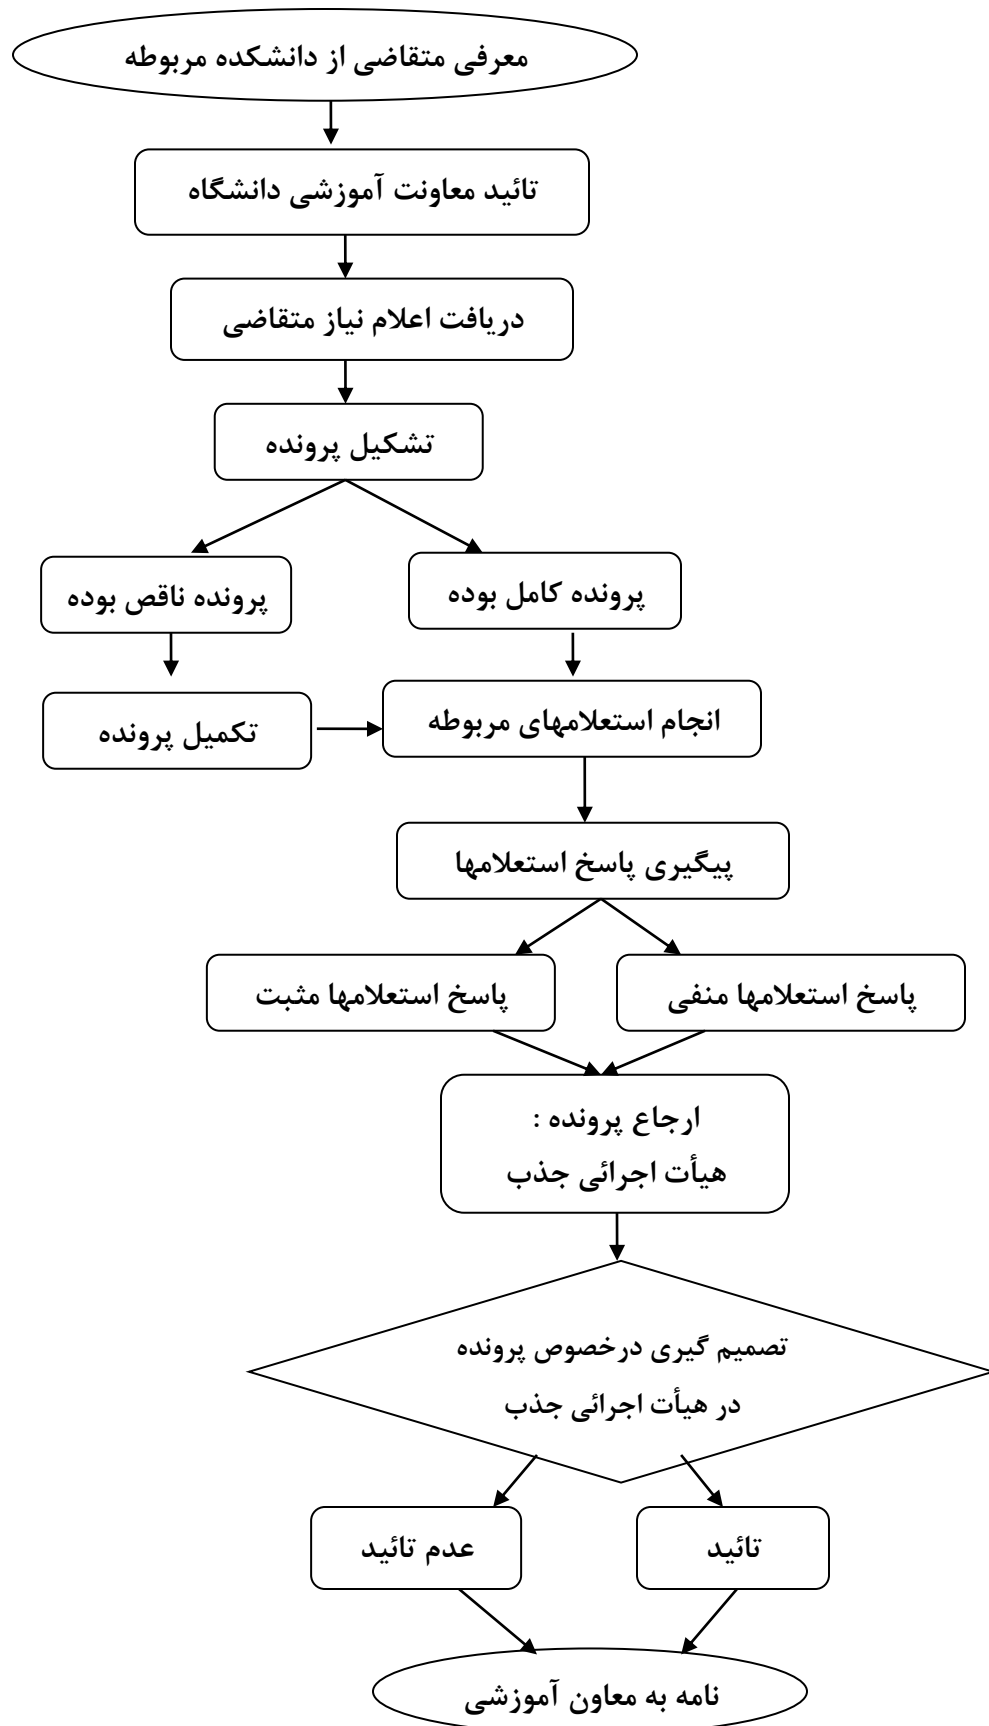 معرفی متقاضی از دانشکده مربوطه
تائید معاونت آموزشی دانشگاه
دریافت اعلام نیاز متقاضی
تشکیل پرونده
پرونده کامل بوده
پرونده ناقص بوده
انجام استعلامهای مربوطه
تکمیل پرونده
پیگیری پاسخ استعلامها
پاسخ استعلامها منفی
پاسخ استعلامها مثبت
ارجاع پرونده :
هیأت اجرائی جذب
تصمیم گیری درخصوص پرونده
در هیأت اجرائی جذب
تائید
عدم تائید
نامه به معاون آموزشی